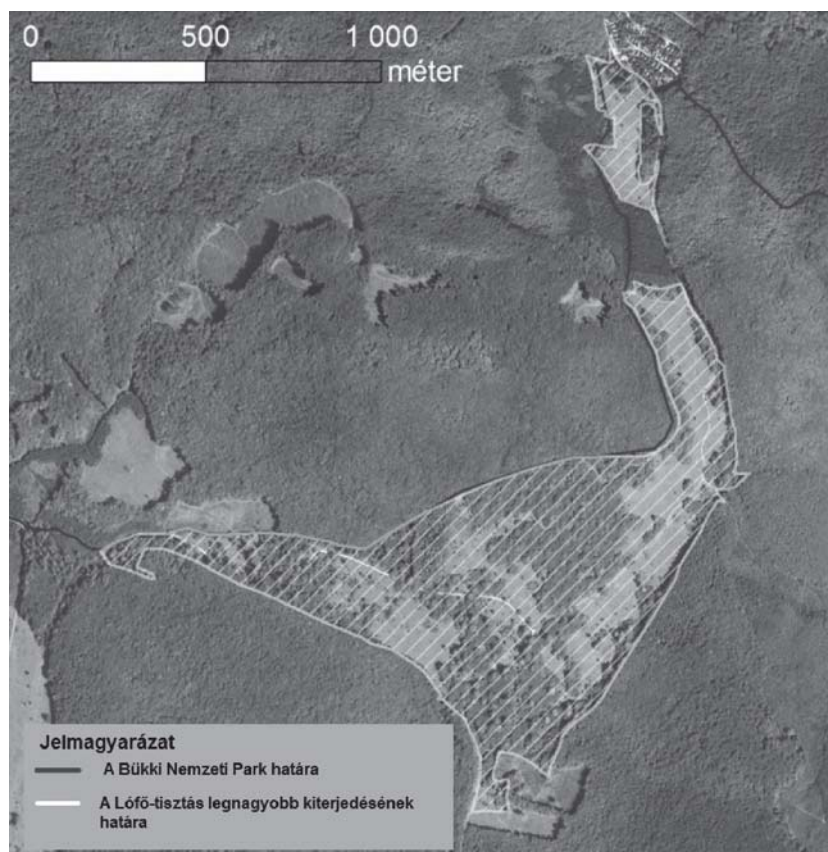 0 500 1 000
méter
Jelmagyarázat
A Bükki Nemzeti Park határa
A Lófő-tisztás legnagyobb kiterjedésének
határa